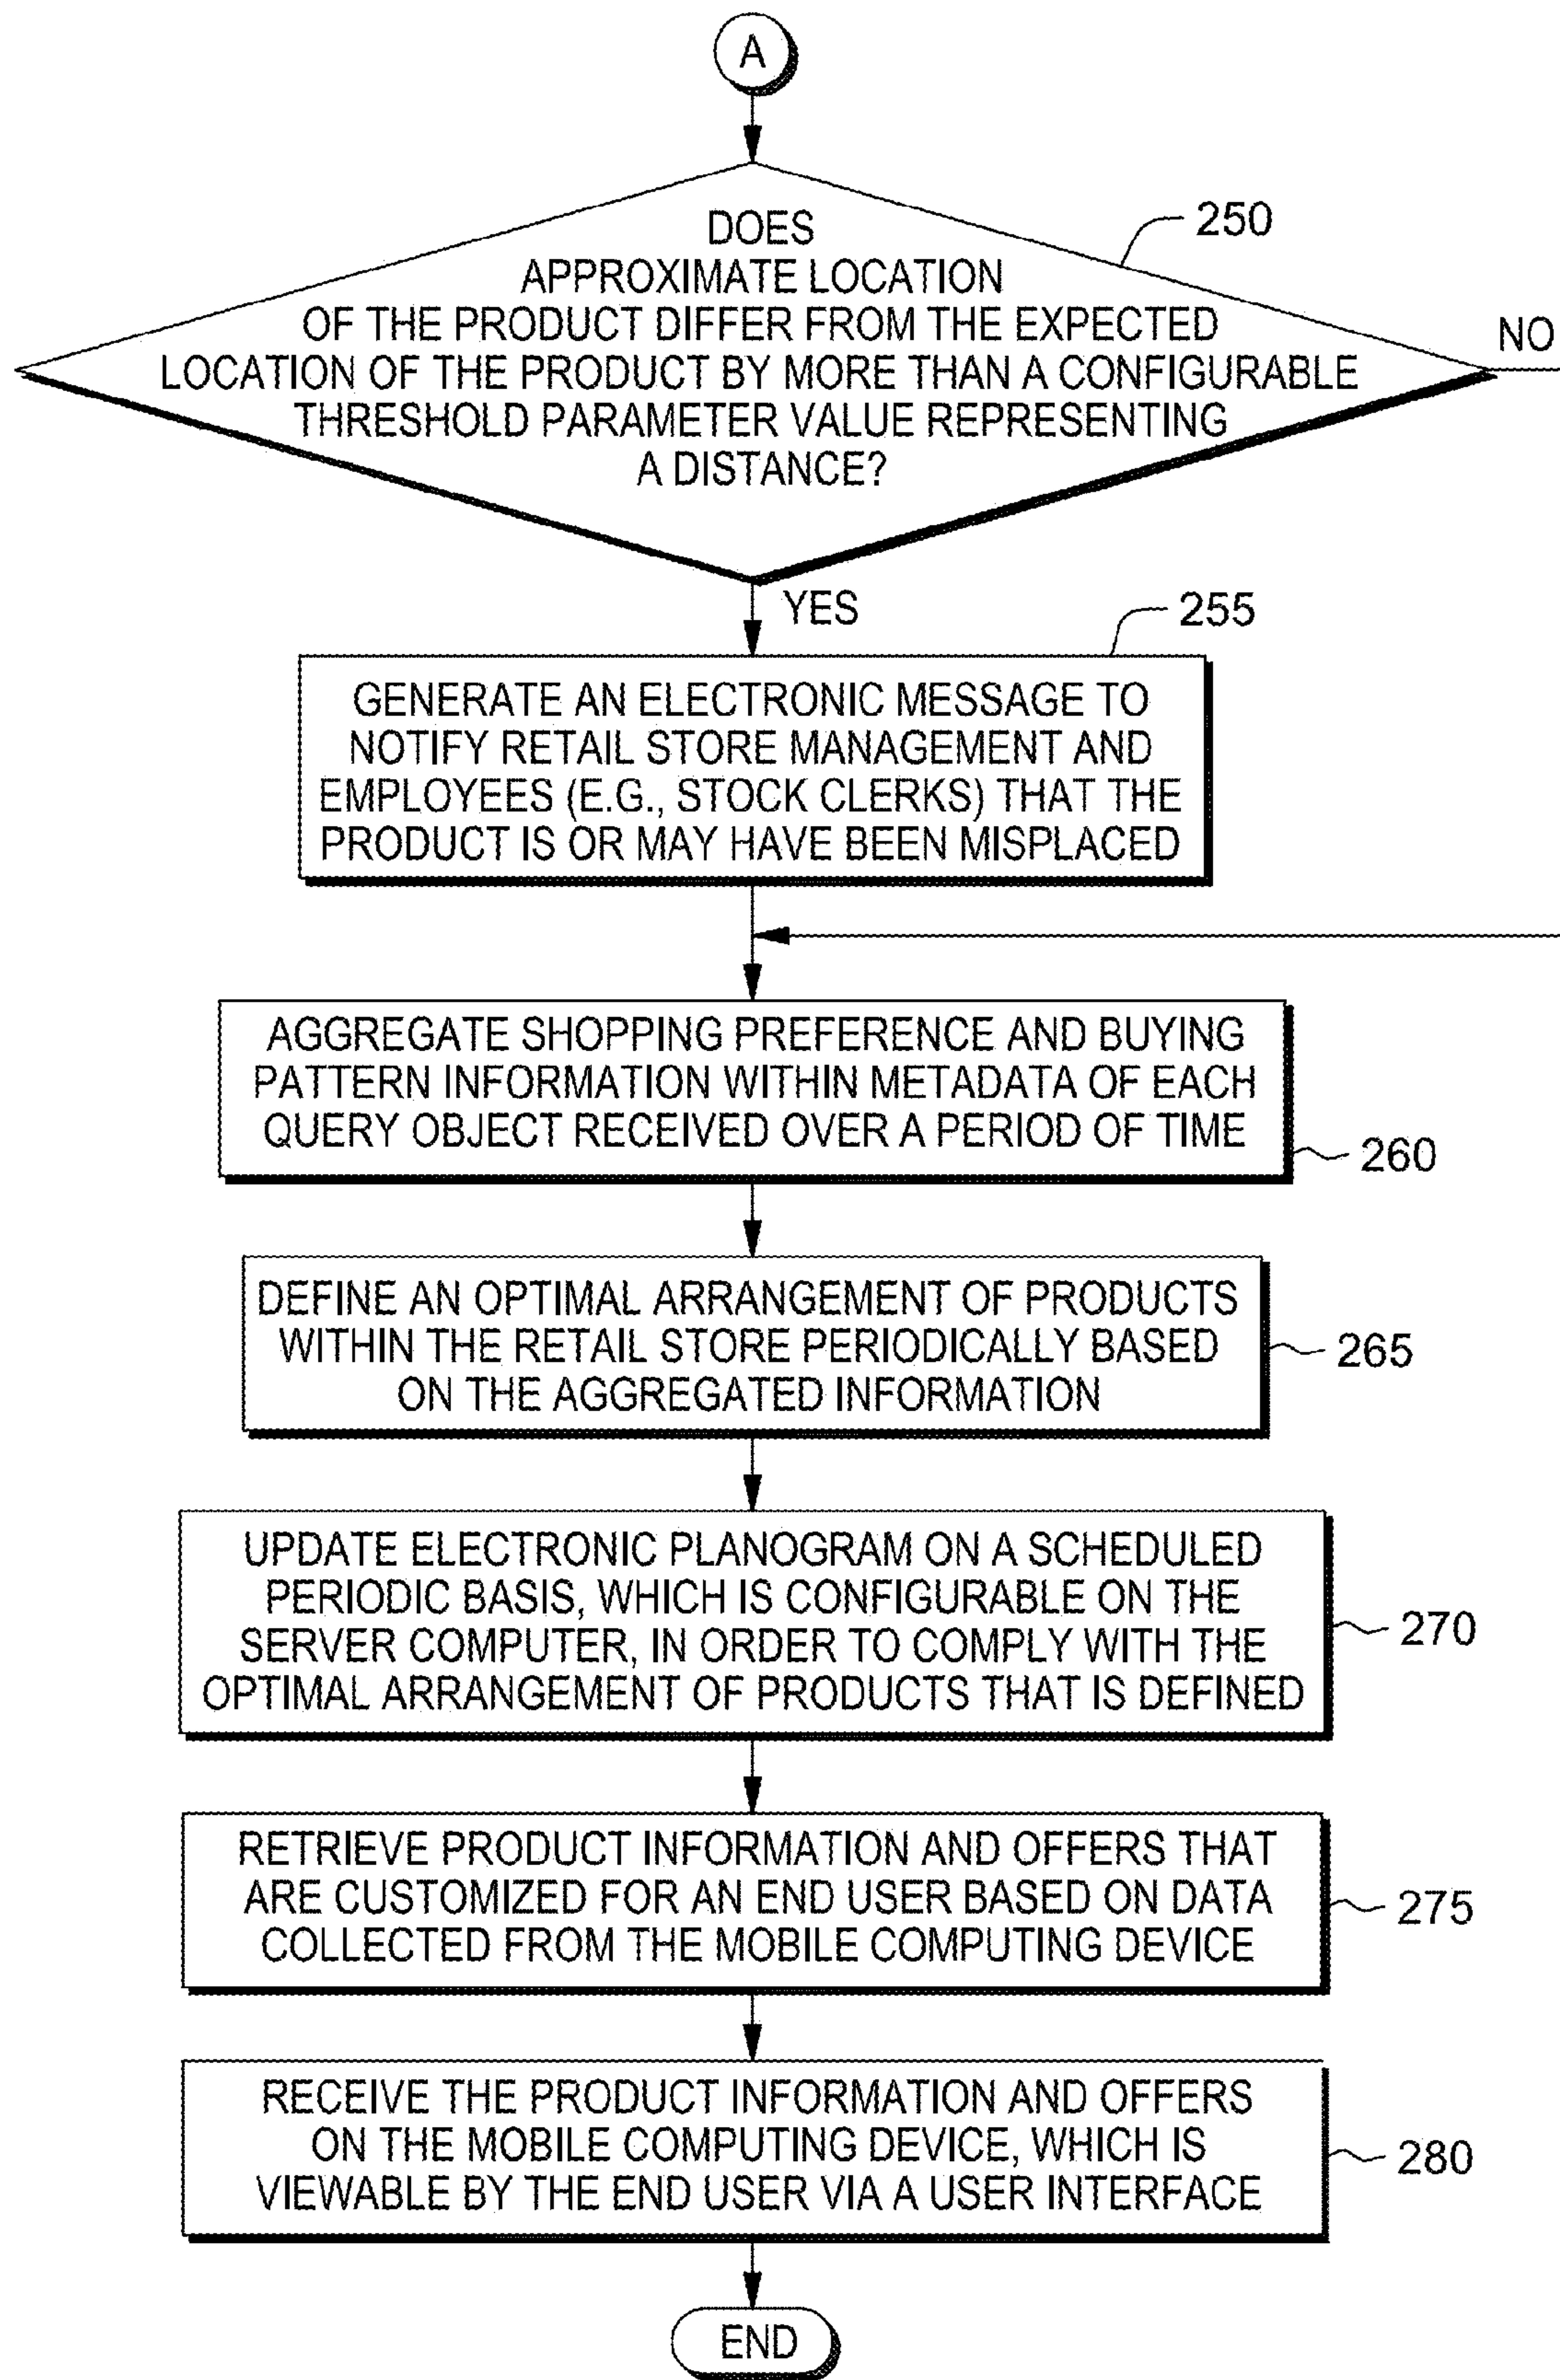 A
DOES
APPROXIMATE LOCATION
OF THE PRODUCT DIFFER FROM THE EXPECTED
LOCATION OF THE PRODUCT BY MORE THAN A CONFIGURABLE
THRESHOLD PARAMETER VALUE REPRESENTING
A DISTANCE?
250
NO
YES
255
GENERATE AN ELECTRONIC MESSAGE TO
NOTIFY RETAIL STORE MANAGEMENT AND
EMPLOYEES (E.G., STOCK CLERKS) THAT THE
PRODUCT IS OR MAY HAVE BEEN MISPLACED
AGGREGATE SHOPPING PREFERENCE AND BUYING
PATTERN INFORMATION WITHIN METADATA OF EACH
QUERY OBJECT RECEIVED OVER A PERIOD OF TIME
260
DEFINE AN OPTIMAL ARRANGEMENT OF PRODUCTS
WITHIN THE RETAIL STORE PERIODICALLY BASED
ON THE AGGREGATED INFORMATION
265
UPDATE ELECTRONIC PLANOGRAM ON A SCHEDULED
PERIODIC BASIS, WHICH IS CONFIGURABLE ON THE
SERVER COMPUTER, IN ORDER TO COMPLY WITH THE
OPTIMAL ARRANGEMENT OF PRODUCTS THAT IS DEFINED
270
RETRIEVE PRODUCT INFORMATION AND OFFERS THAT
ARE CUSTOMIZED FOR AN END USER BASED ON DATA
COLLECTED FROM THE MOBILE COMPUTING DEVICE
275
RECEIVE THE PRODUCT INFORMATION AND OFFERS
ON THE MOBILE COMPUTING DEVICE, WHICH IS
VIEWABLE BY THE END USER VIA A USER INTERFACE
280
END